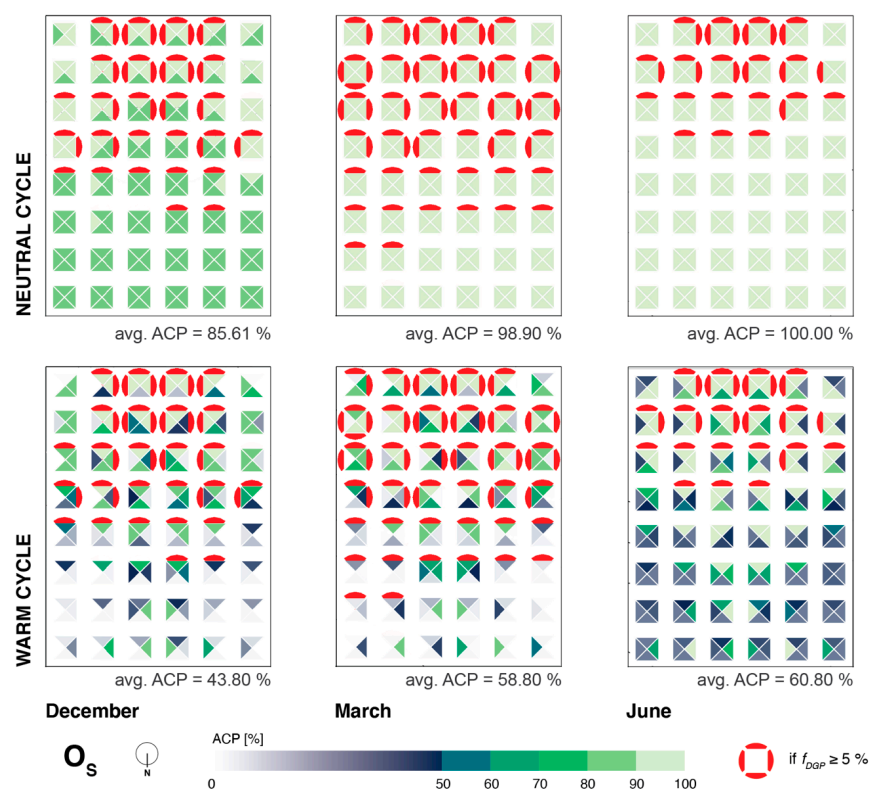 NEUTRAL CYCLE
avg. ACP = 85.61 %
avg. ACP = 98.90 %
avg. ACP = 100.00 %
WARM CYCLE
avg. ACP = 43.80 %
avg. ACP = 58.80 %
avg. ACP = 60.80 %
December
March
June
OS
N
ACP [%]
0
50
60
70
80
90
100
if fDGP ≥ 5 %